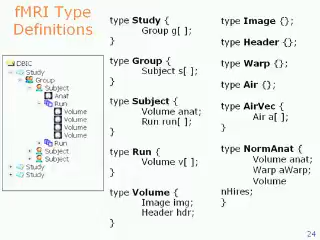 fMRI Type
Definitions
DBIC
Study
Group
Subject
Anat
Run
Volume
Volume
Volume
Volume
Run
Subject
Subject
Study
Study
type Study {
Group g[ ];
}
type Group {
Subject s[ ];
}
type Subject {
Volume anat;
Run run[ ];
}
type Run {
Volume v[ ];
}
type Volume {
Image img;
Header hdr;
}
type Image {};
type Header {};
type Warp {};
type Air {};
type AirVec {
Air a[ ];
}
type NormAnat {
Volume anat;
Warp aWarp;
Volume
nHires;
}
24